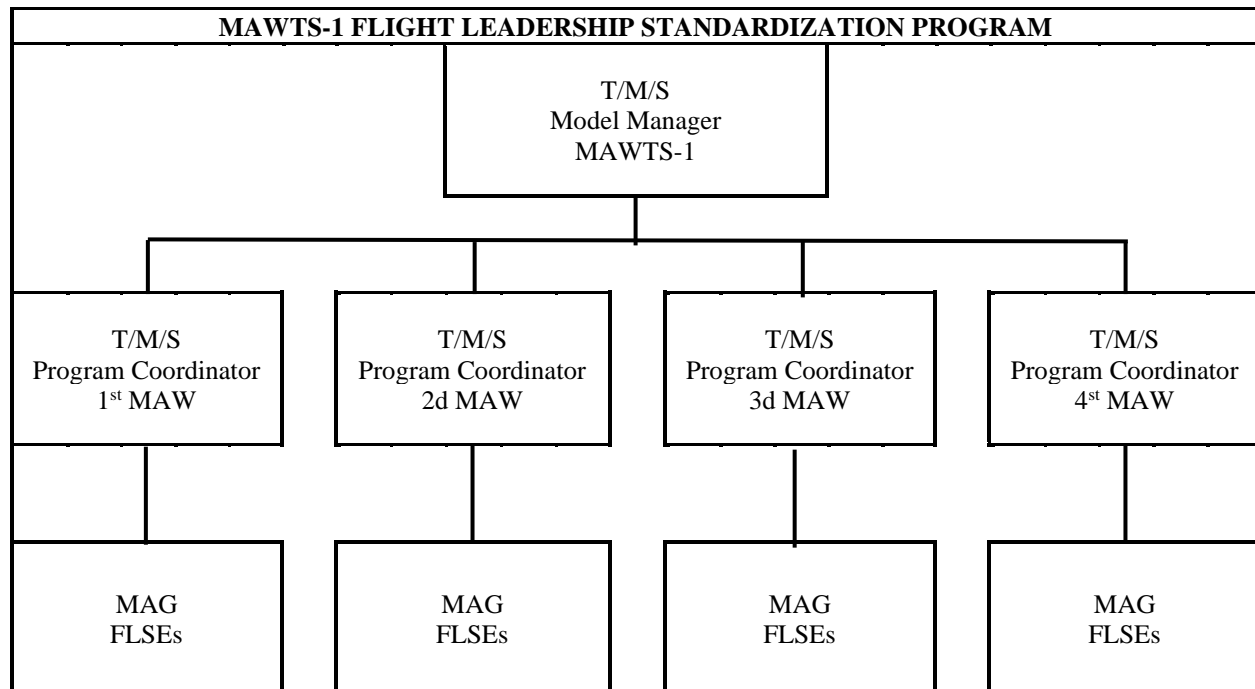 MAWTS-1 FLIGHT LEADERSHIP STANDARDIZATION PROGRAM
T/M/S
Model Manager
MAWTS-1
T/M/S
Program Coordinator
1st MAW
T/M/S
Program Coordinator
2d MAW
T/M/S
Program Coordinator
3d MAW
T/M/S
Program Coordinator
4st MAW
MAG
FLSEs
MAG
FLSEs
MAG
FLSEs
MAG
FLSEs